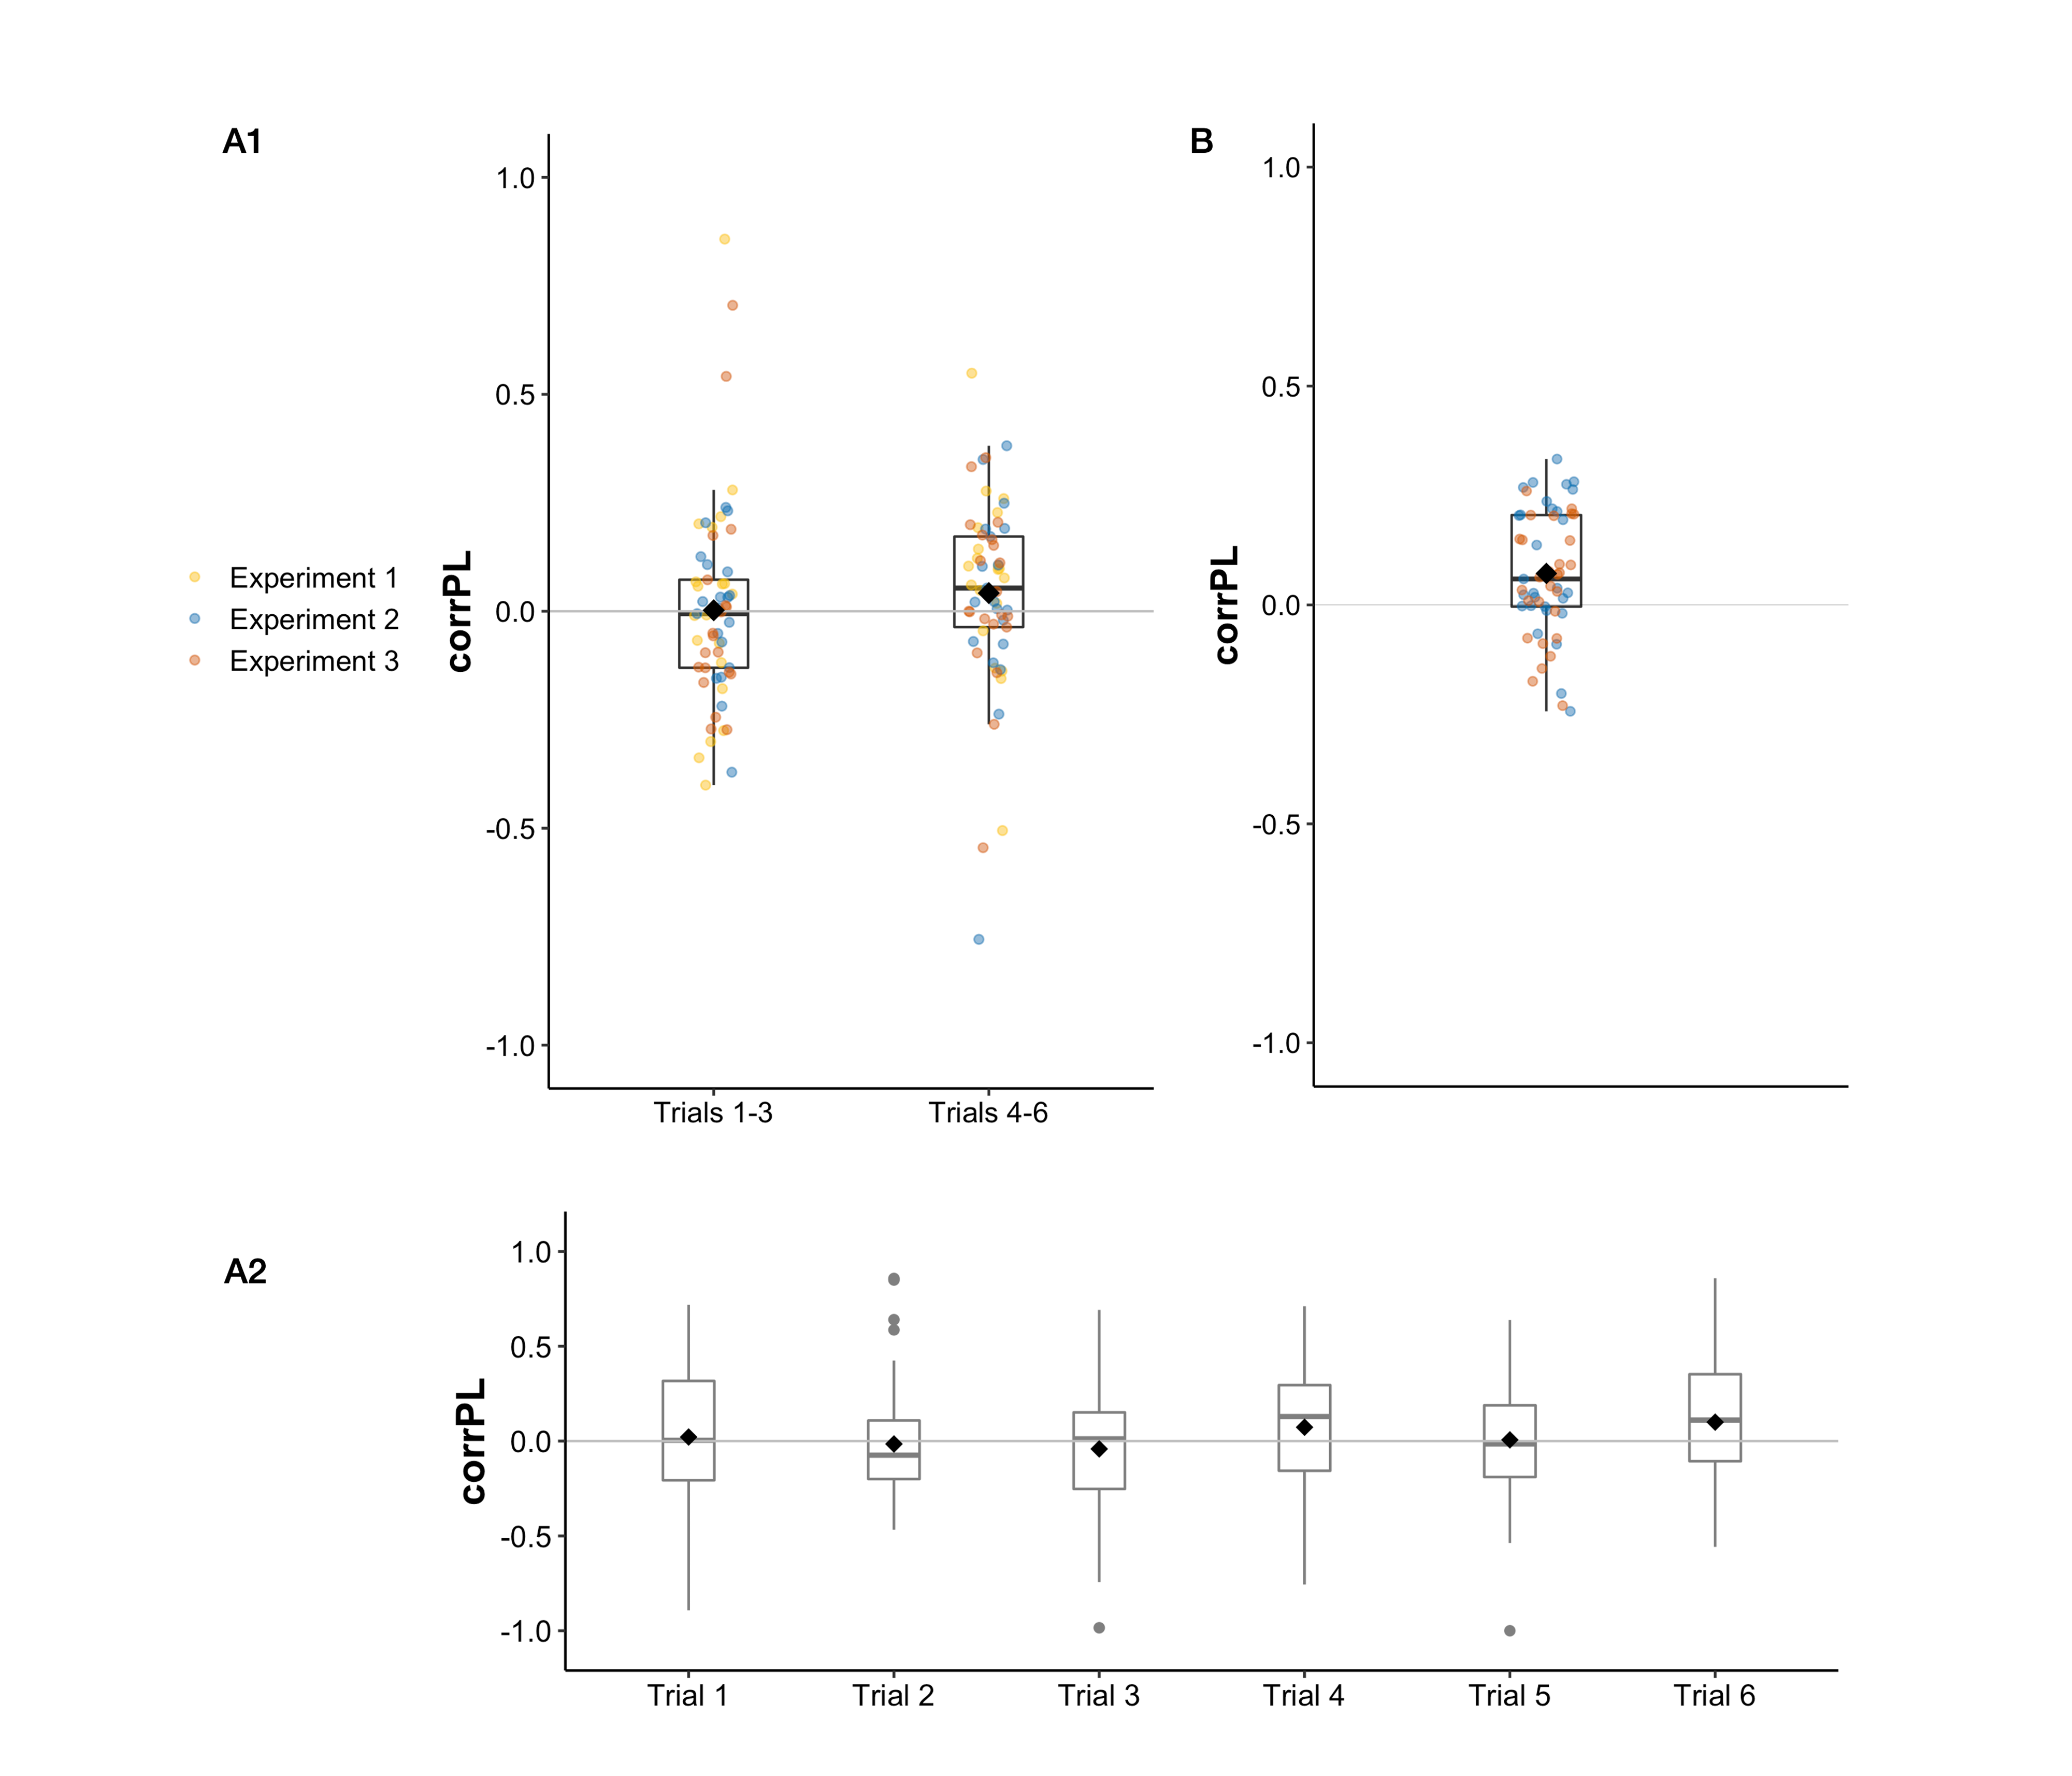 A1
B
1.0
0.5
0.0
-0.5
-1.0
corrPL
Trials 1-3
Trials 4-6
Experiment 1
Experiment 2
Experiment 3
1.0
0.5
0.0
-0.5
-1.0
corrPL
A2
1.0
0.5
0.0
-0.5
-1.0
corrPL
Trial 1
Trial 2
Trial 3
Trial 4
Trial 5
Trial 6